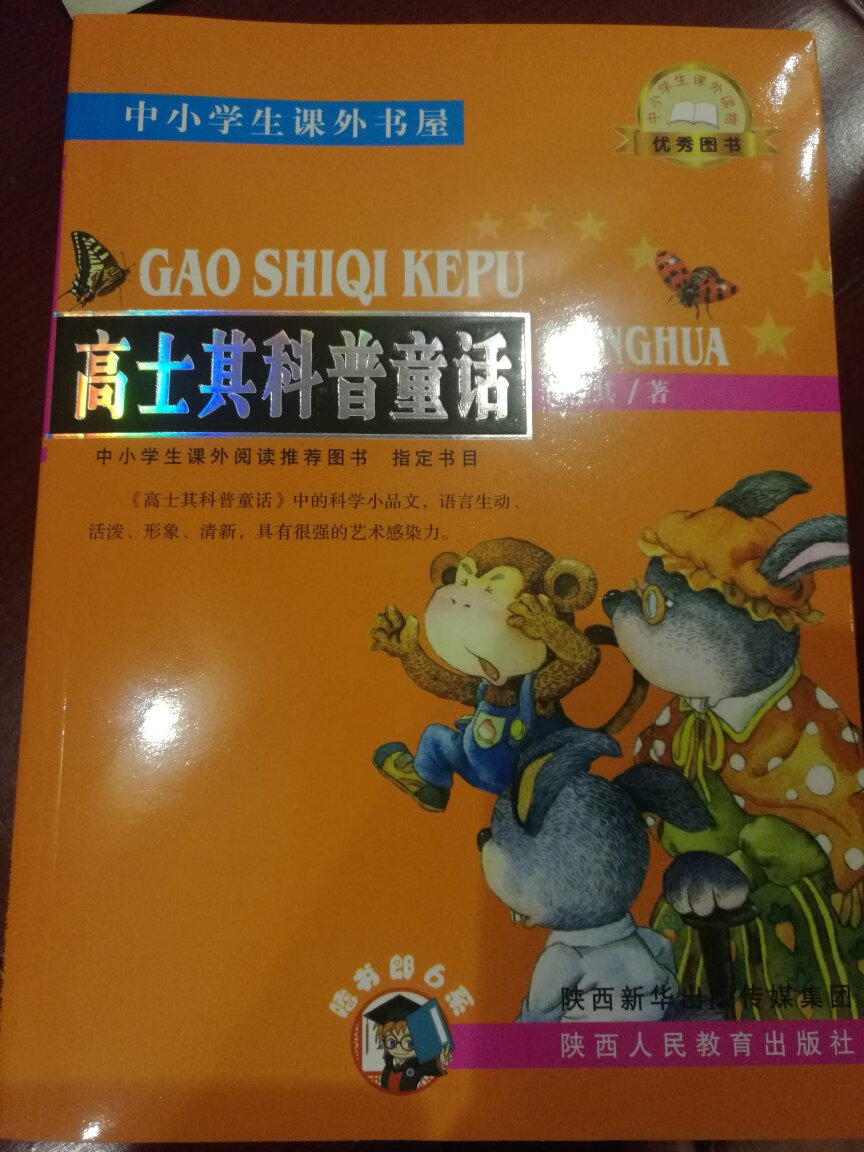 中小学生课外书屋
中小学生课外读物
优秀图书
GAO SHIQI KEPU
NGHUA
高士其科普童话
其/著
中小学生课外阅读推荐图书 指定书目
《高士其科普童话》中的科学小品文，语言生动、
活泼、形象、清新，具有很强的艺术感染力。
陕西新华出版传媒集团
陕西人民教育出版社